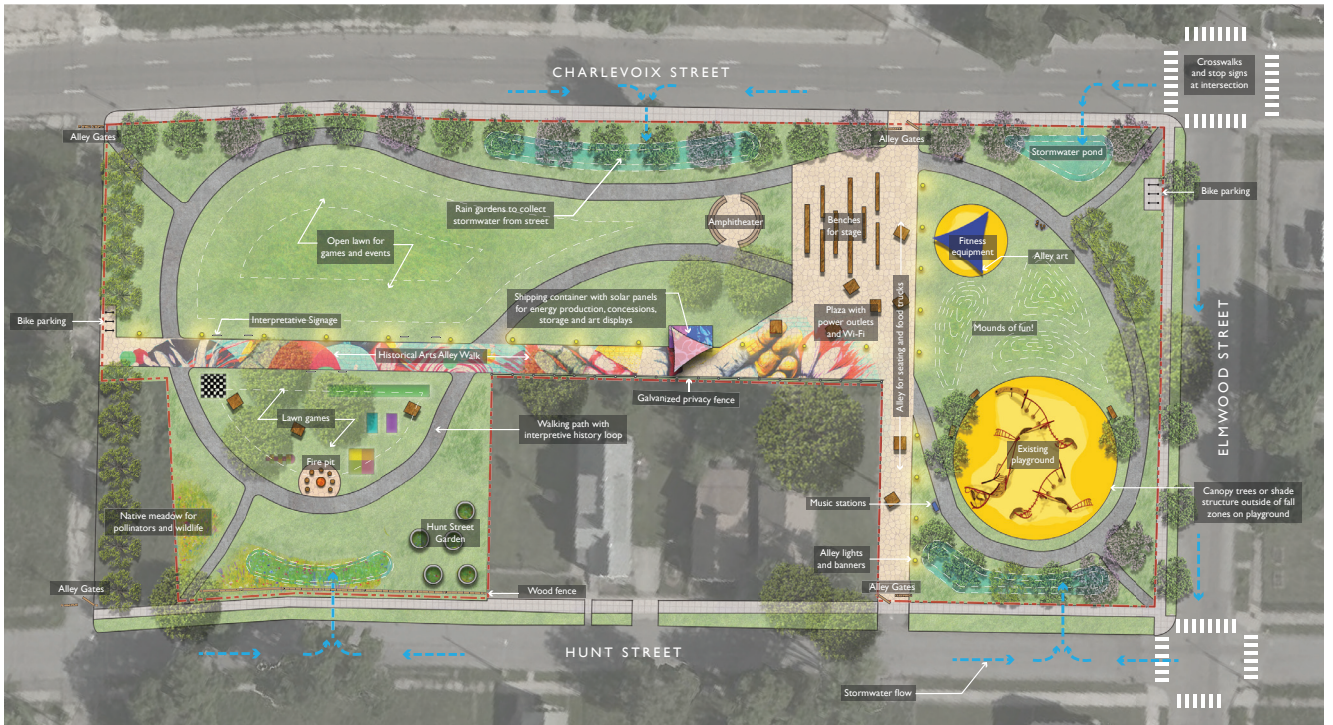 CHARLEVOIX STREET
Crosswalks
and stop signs
at intersection
Alley Gates
Alley Gates
Stormwater pond
Bike parking
Rain gardens to collect
stormwater from street
Amphitheater
Benches
for stage
Fitness
equipment
Alley art
Open lawn for
games and events
Shipping container with solar panels
for energy production, concessions,
storage and art displays
Plaza with
power outlets
and Wi-Fi
Alley for seating and food trucks
Mounds of fun!
ELMWOOD STREET
Bike parking
Interpretative Signage
Historical Arts Alley Walk
Galvanized privacy fence
Lawn games
Walking path with
interpretive history loop
Fire pit
Existing
playground
Canopy trees or shade
structure outside of fall
zones on playground
Music stations
Native meadow for
pollinators and wildlife
Hunt Street
Garden
Alley lights
and banners
Alley Gates
Wood fence
Alley Gates
HUNT STREET
Stormwater flow